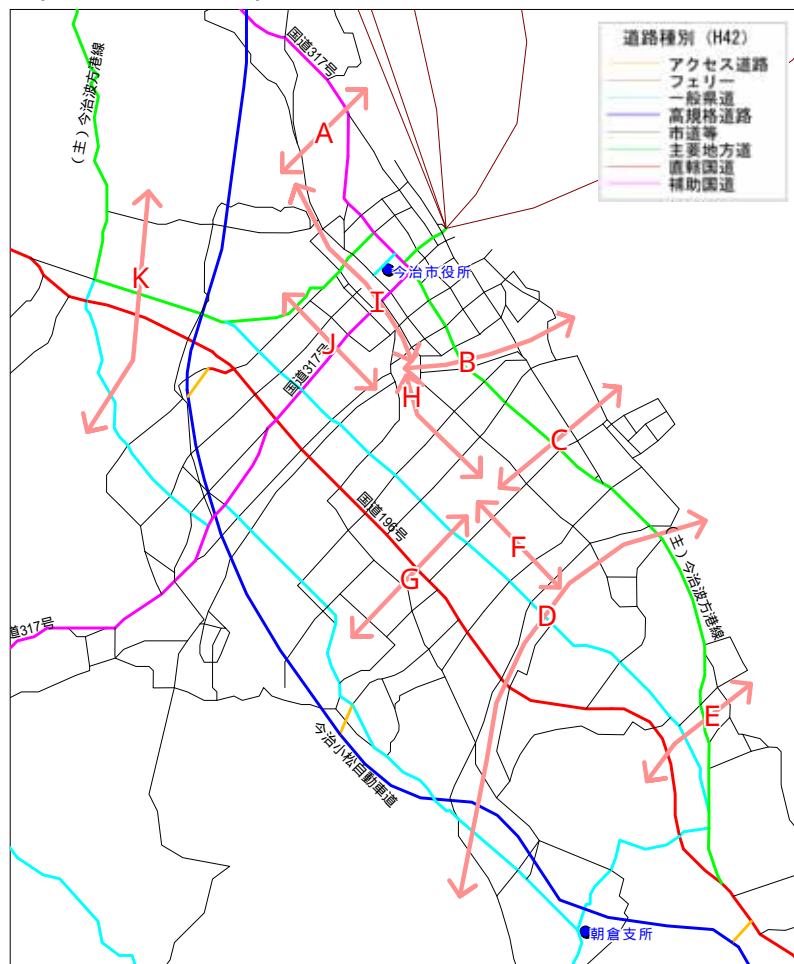 道路種別 (H42)
アクセス道路
フェリー
一般県道
高規格道路
市道等
主要地方道
直轄国道
補助国道
国道317号
(主)今治波方港線
A
K
今治市役所
I
J
B
国道317号
H
C
国道196号
F
G
D
(主)今治波方港線
道317号
E
今治小松自動車道
朝倉支所